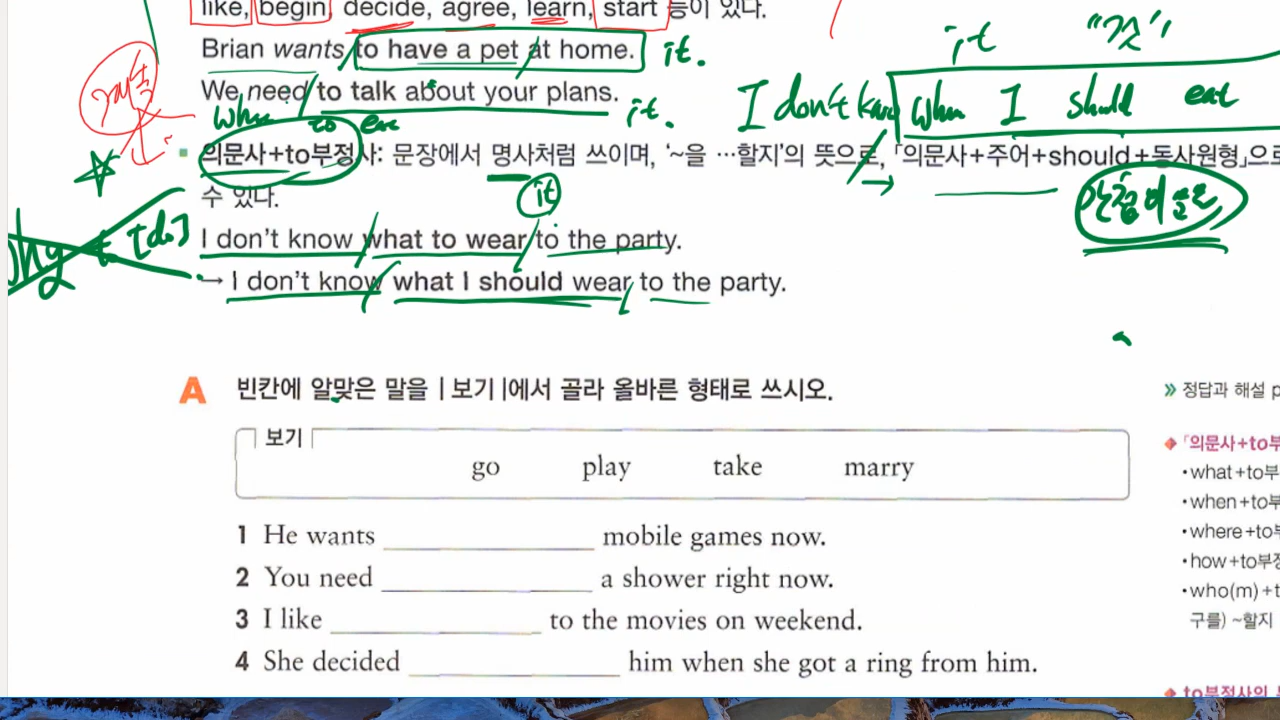 like, begin, decide, agree, learn, start 등이 있다.
Brian wants to have a pet at home. it.
We need to talk about your plans. it.
when to eat
it "것"
I don't know when I should eat
의문사+to부정사: 문장에서 명사처럼 쓰이며, '~을 …할지'의 뜻으로, 「의문사+주어+should+동사원형」으로
수 있다.
it
why to [do]
I don't know what to wear to the party.
→ I don't know what I should wear to the party.
A 빈칸에 알맞은 말을 |보기|에서 골라 올바른 형태로 쓰시오.
보기
go play take marry
1 He wants mobile games now.
2 You need a shower right now.
3 I like to the movies on weekend.
4 She decided him when she got a ring from him.
» 정답과 해설 p
「의문사+to부
•what+to부
•when+to부
•where+to부
•how+to부정
•who(m)+t
구를) ~할지
to부정사의 부